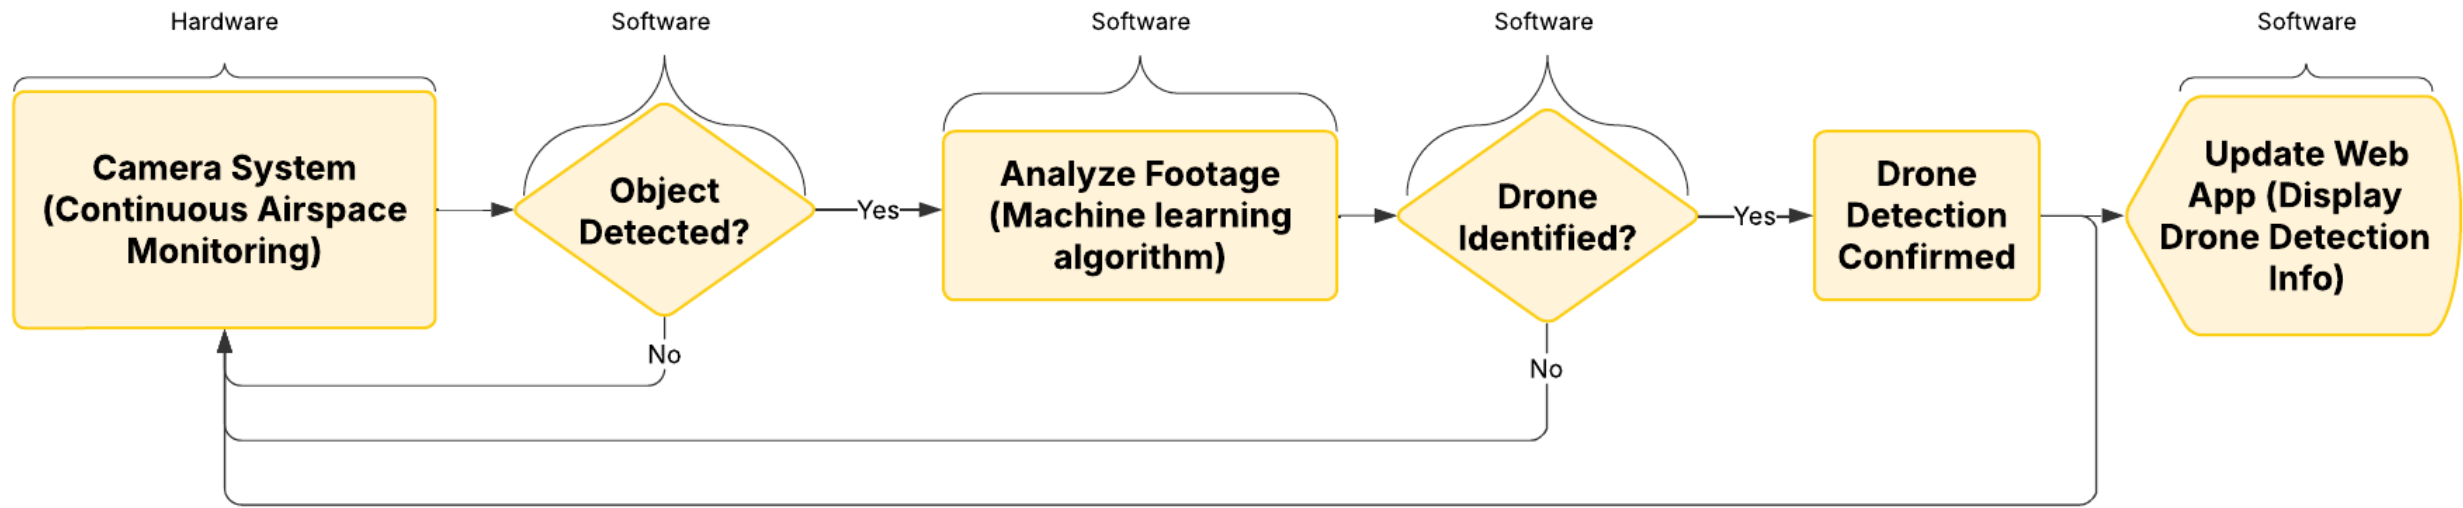 Hardware
Software
Software
Software
Software
Camera System
(Continuous Airspace
Monitoring)
Object
Detected?
Yes
No
Analyze Footage
(Machine learning
algorithm)
Drone
Identified?
Yes
No
Drone
Detection
Confirmed
Update Web
App (Display
Drone Detection
Info)